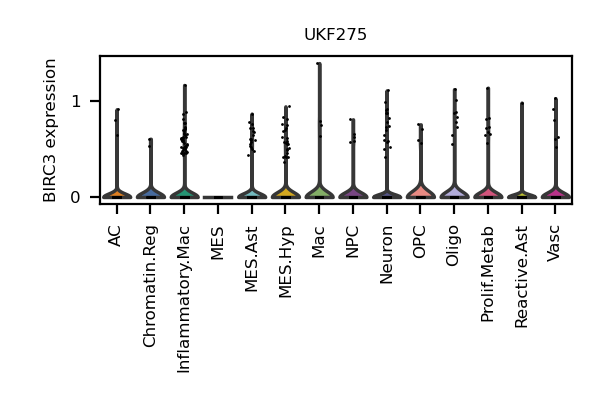 UKF275
BIRC3 expression
1
0
AC
Chromatin.Reg
Inflammatory.Mac
MES
MES.Ast
MES.Hyp
Mac
NPC
Neuron
OPC
Oligo
Prolif.Metab
Reactive.Ast
Vasc